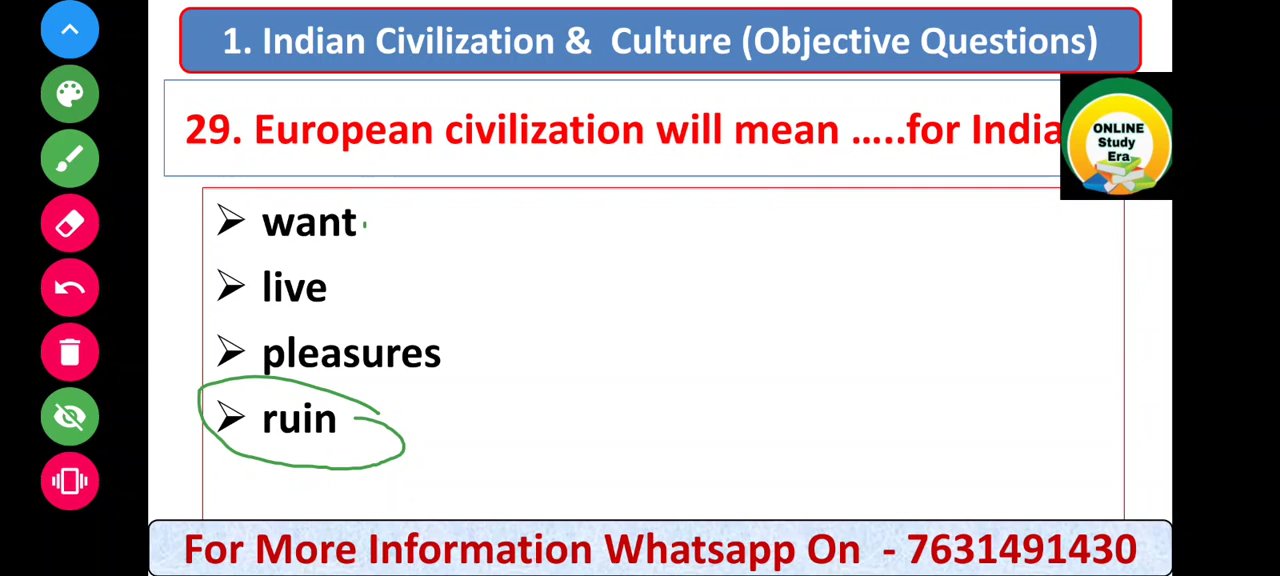 1. Indian Civilization & Culture (Objective Questions)
29. European civilization will mean …..for India
ONLINE
Study
Era
➢ want
➢ live
➢ pleasures
➢ ruin
For More Information Whatsapp On - 7631491430